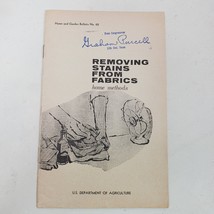 Home and Garden Bulletin No. 62
Graham Purcell
REMOVING
STAINS
FROM
FABRICS
home methods
U.S. DEPARTMENT OF AGRICULTURE